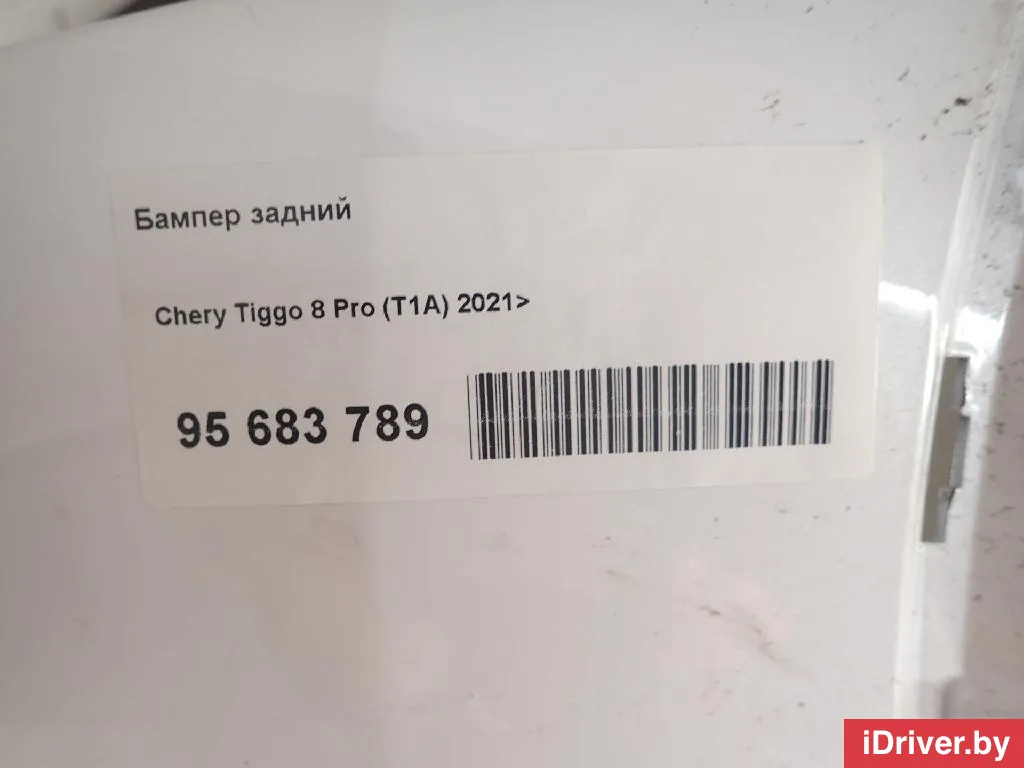 Бампер задний
Chery Tiggo 8 Pro (T1A) 2021>
95 683 789
iDriver.by